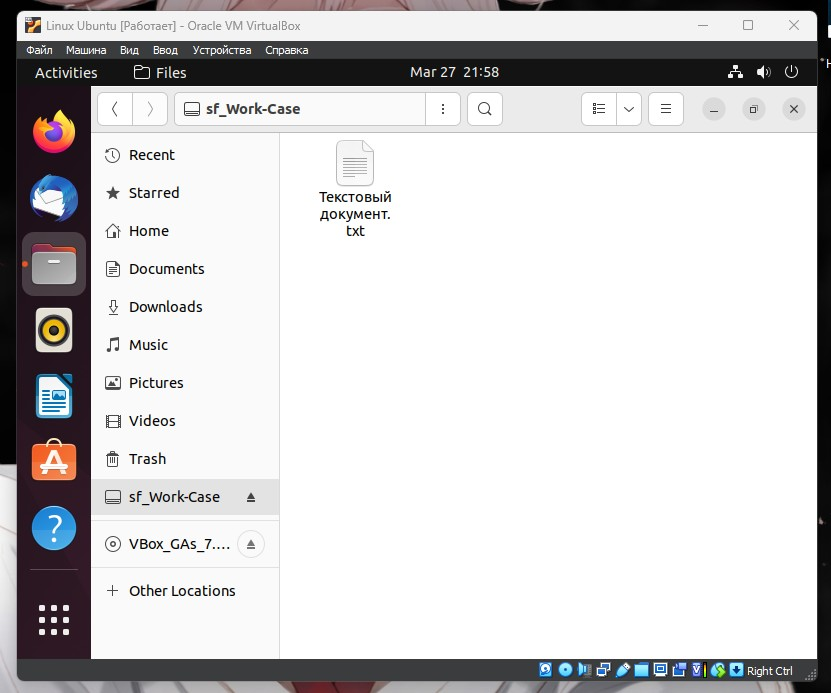 Linux Ubuntu [Работает] - Oracle VM VirtualBox
Файл Машина Вид Ввод Устройства Справка
Activities Files Mar 27 21:58
sf_Work-Case
Recent
Starred
Home
Documents
Downloads
Music
Pictures
Videos
Trash
sf_Work-Case
VBox_GAs_7....
Other Locations
Текстовый
документ.
txt
Right Ctrl